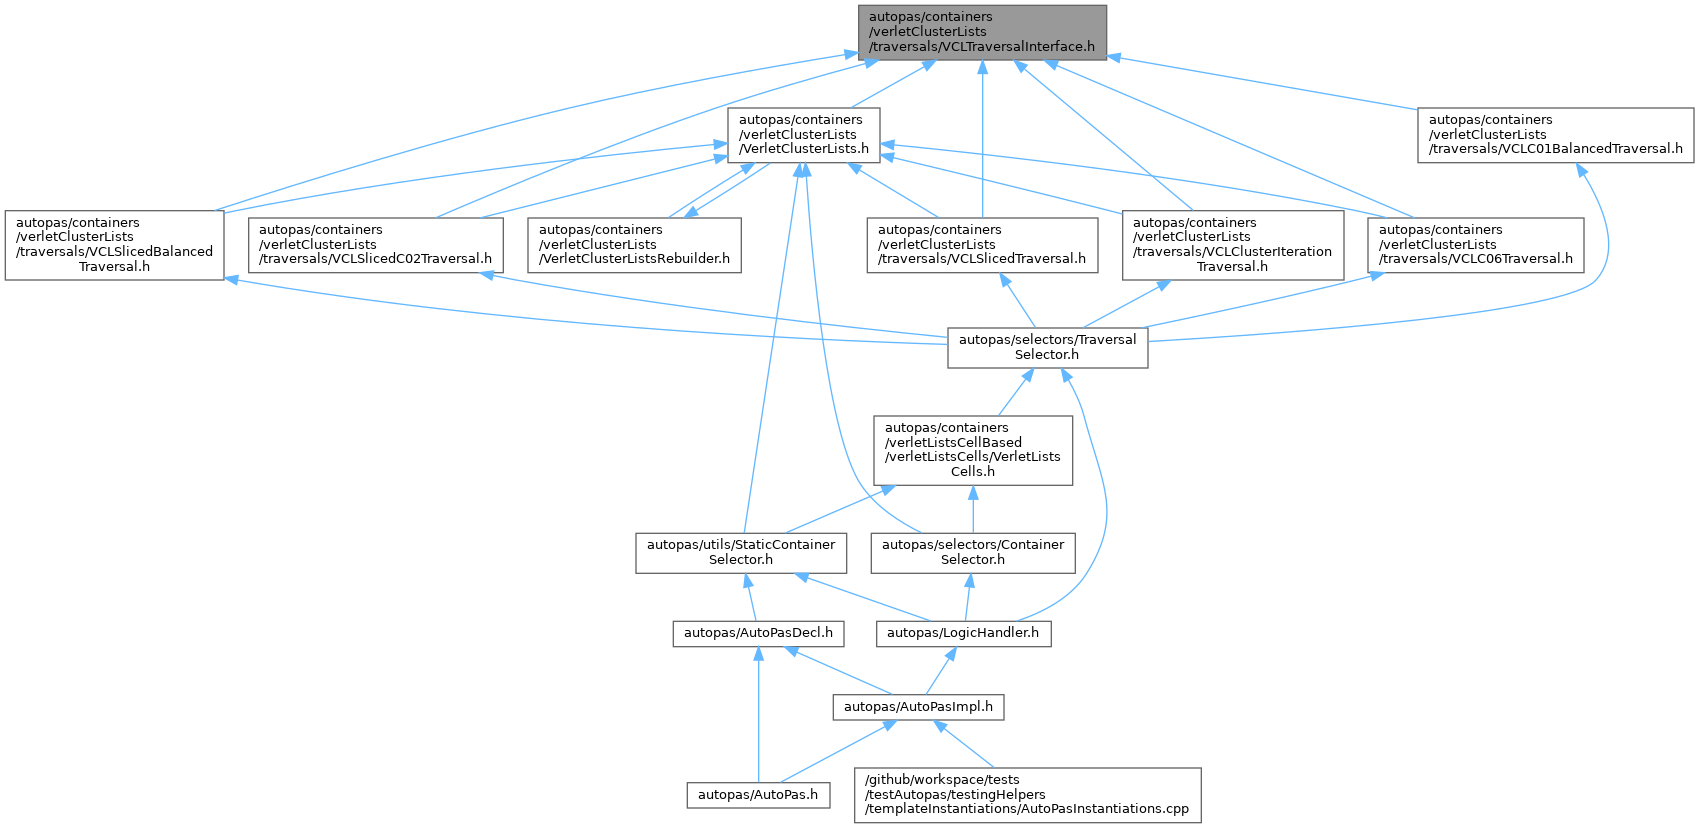 autopas/containers
/verletClusterLists
/traversals/VCLTraversalInterface.h
autopas/containers
/verletClusterLists
/VerletClusterLists.h
autopas/containers
/verletClusterLists
/traversals/VCLC01BalancedTraversal.h
autopas/containers
/verletClusterLists
/traversals/VCLSlicedBalanced
Traversal.h
autopas/containers
/verletClusterLists
/traversals/VCLSlicedC02Traversal.h
autopas/containers
/verletClusterLists
/VerletClusterListsRebuilder.h
autopas/containers
/verletClusterLists
/traversals/VCLSlicedTraversal.h
autopas/containers
/verletClusterLists
/traversals/VCLClusterIteration
Traversal.h
autopas/containers
/verletClusterLists
/traversals/VCLC06Traversal.h
autopas/selectors/Traversal
Selector.h
autopas/containers
/verletListsCellBased
/verletListsCells/VerletLists
Cells.h
autopas/utils/StaticContainer
Selector.h
autopas/selectors/Container
Selector.h
autopas/AutoPasDecl.h
autopas/LogicHandler.h
autopas/AutoPasImpl.h
autopas/AutoPas.h
/github/workspace/tests
/testAutopas/testingHelpers
/templateInstantiations/AutoPasInstantiations.cpp